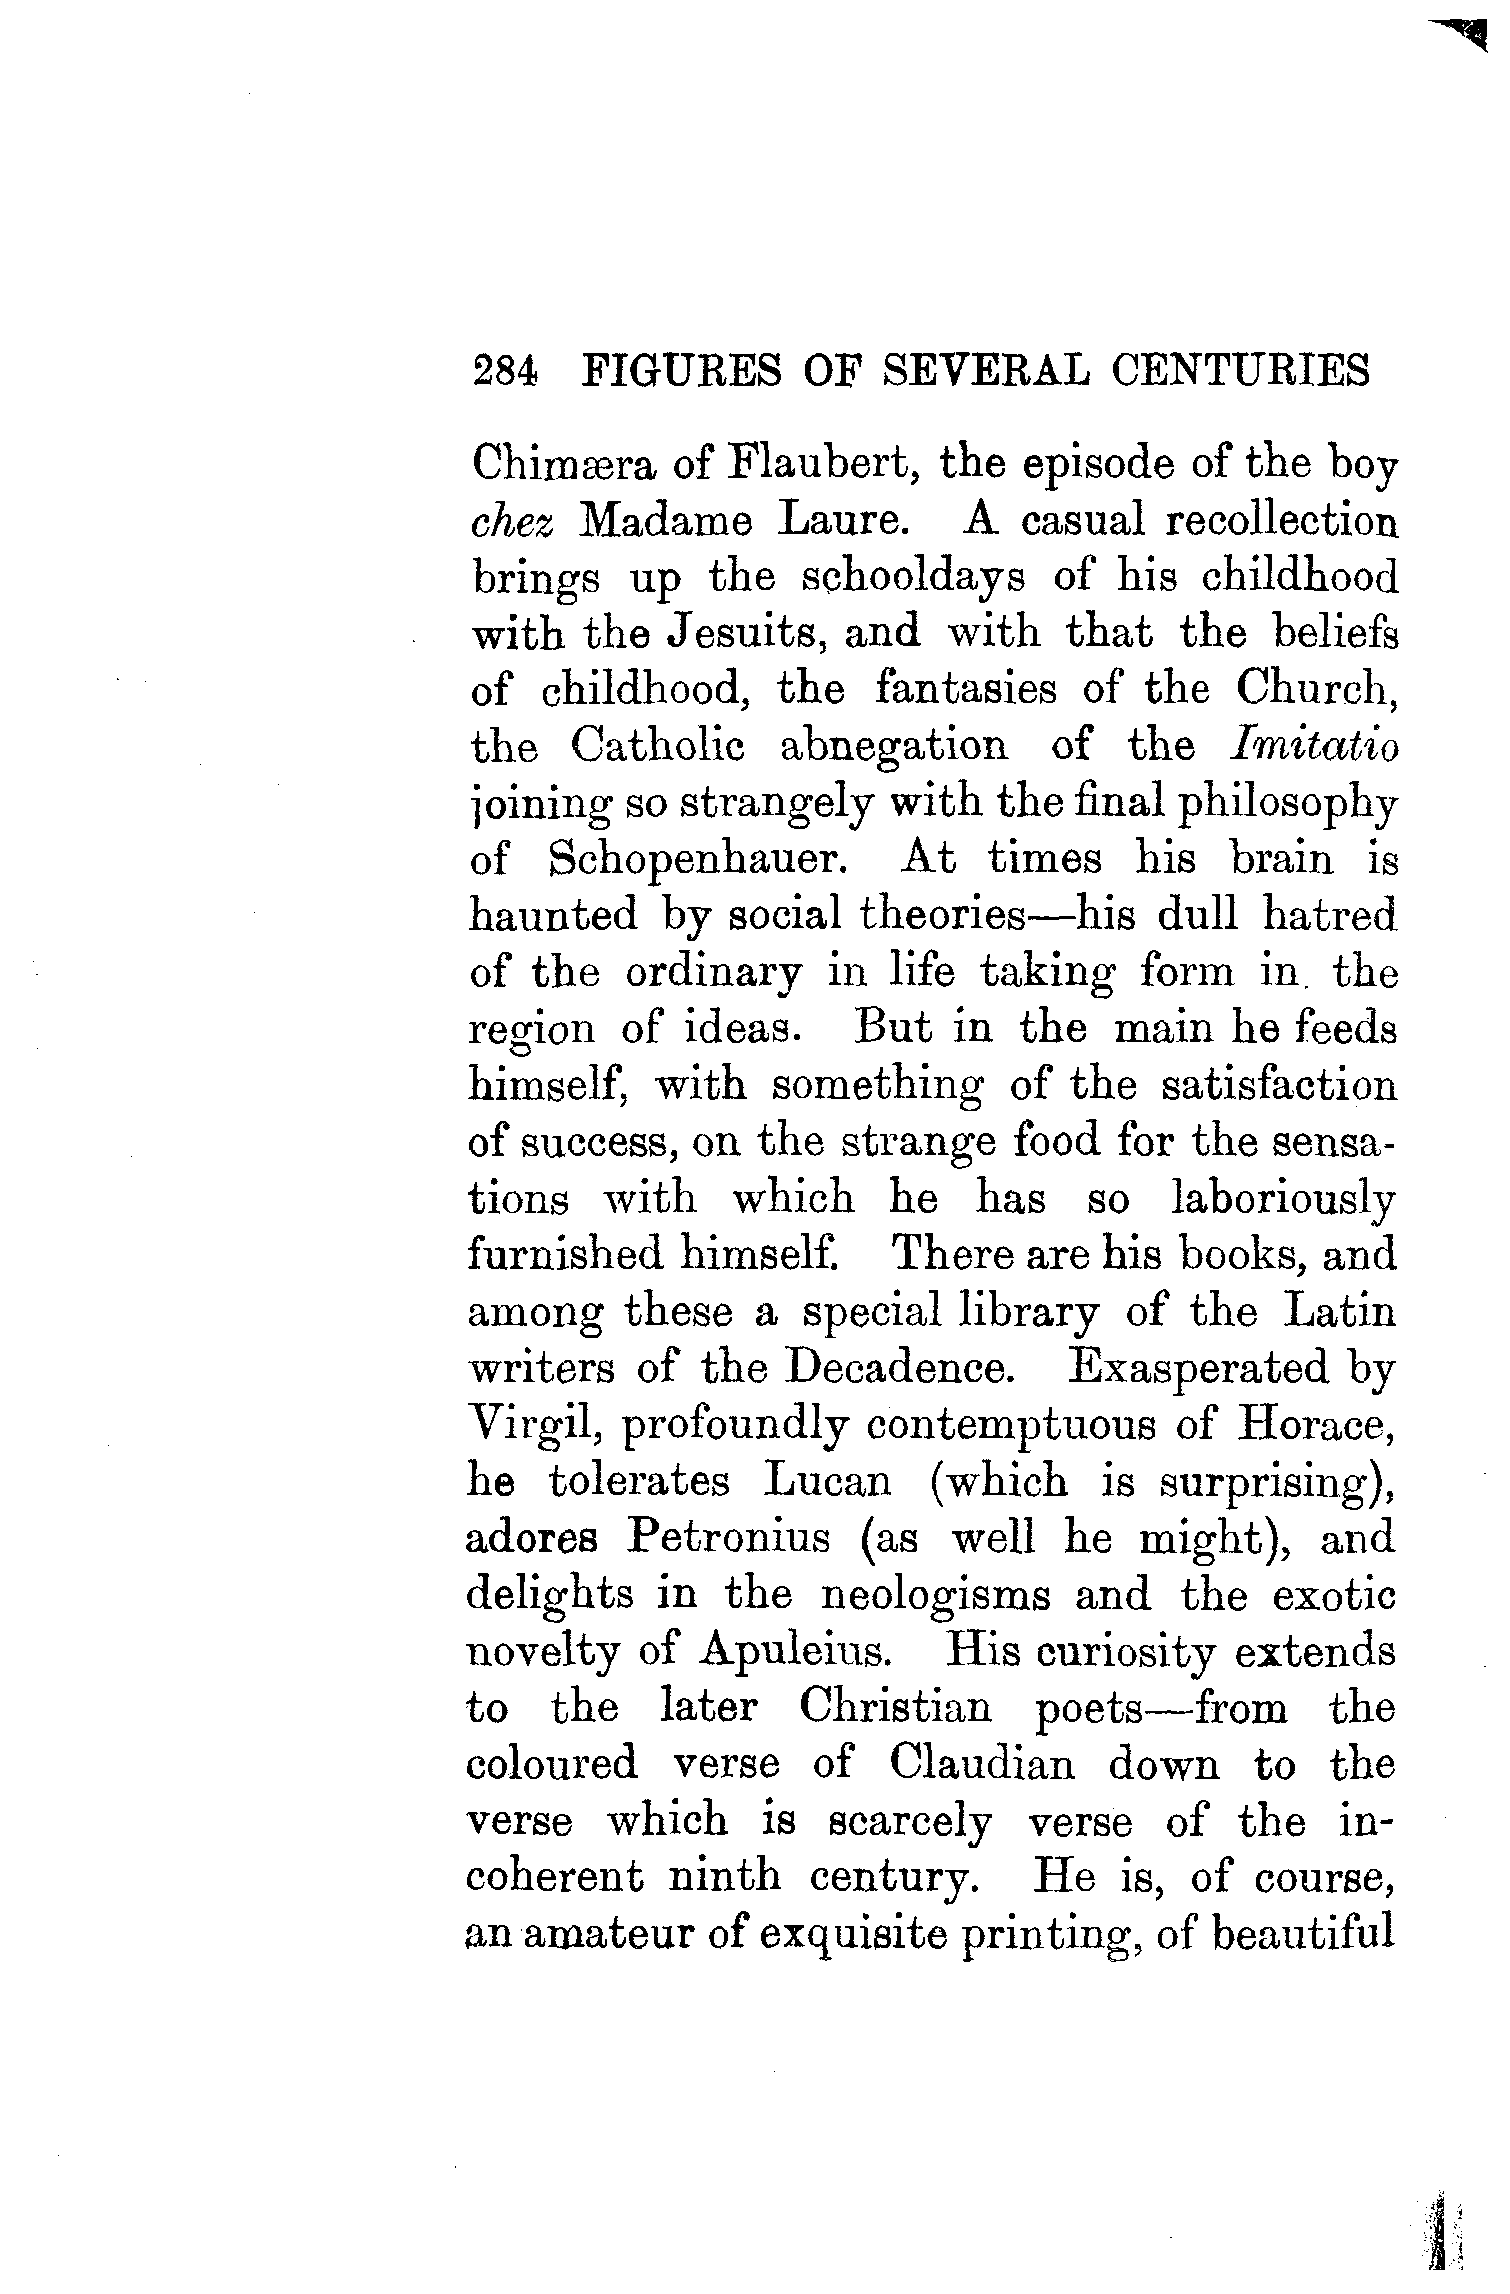 284 FIGURES OF SEVERAL CENTURIES
Chimæra of Flaubert, the episode of the boy
chez Madame Laure. A casual recollection
brings up the schooldays of his childhood
with the Jesuits, and with that the beliefs
of childhood, the fantasies of the Church,
the Catholic abnegation of the Imitatio
joining so strangely with the final philosophy
of Schopenhauer. At times his brain is
haunted by social theories—his dull hatred
of the ordinary in life taking form in the
region of ideas. But in the main he feeds
himself, with something of the satisfaction
of success, on the strange food for the sensa-
tions with which he has so laboriously
furnished himself. There are his books, and
among these a special library of the Latin
writers of the Decadence. Exasperated by
Virgil, profoundly contemptuous of Horace,
he tolerates Lucan (which is surprising),
adores Petronius (as well he might), and
delights in the neologisms and the exotic
novelty of Apuleius. His curiosity extends
to the later Christian poets—from the
coloured verse of Claudian down to the
verse which is scarcely verse of the in-
coherent ninth century. He is, of course,
an amateur of exquisite printing, of beautiful